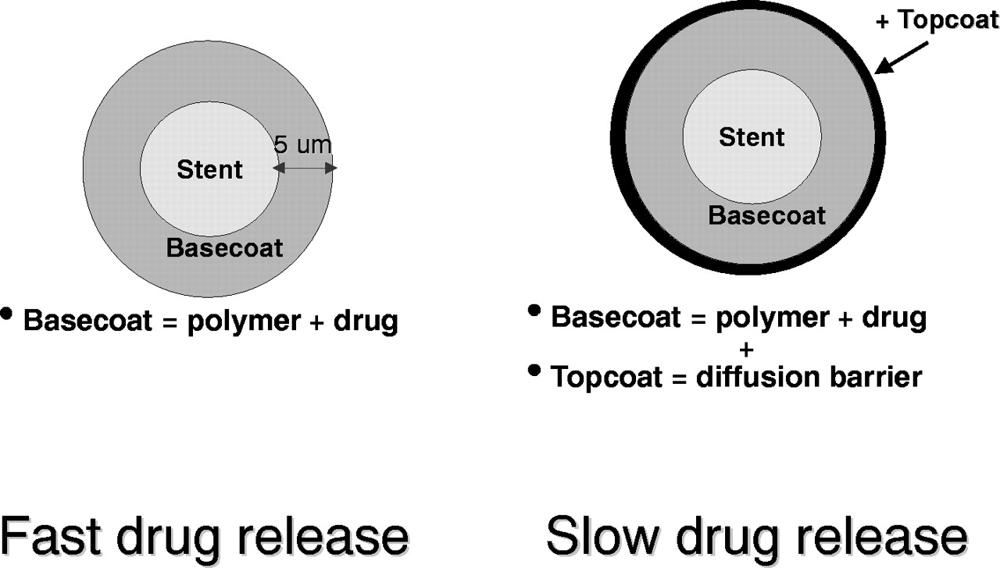 Stent
5 um
Basecoat
• Basecoat = polymer + drug
Fast drug release
+ Topcoat
Stent
Basecoat
• Basecoat = polymer + drug
+
• Topcoat = diffusion barrier
Slow drug release